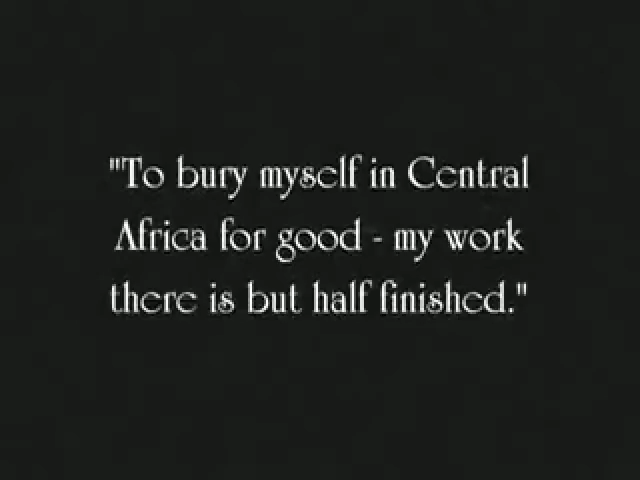 "To bury myself in Central
Africa for good - my work
there is but half finished."